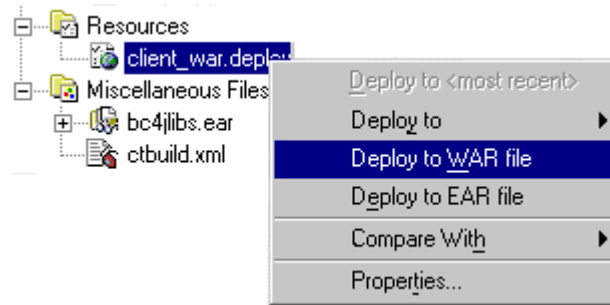 Resources
client_war.deploy
Miscellaneous Files
bc4jlibs.ear
ctbuild.xml
Deploy to <most recent>
Deploy to
Deploy to WAR file
Deploy to EAR file
Compare With
Properties...